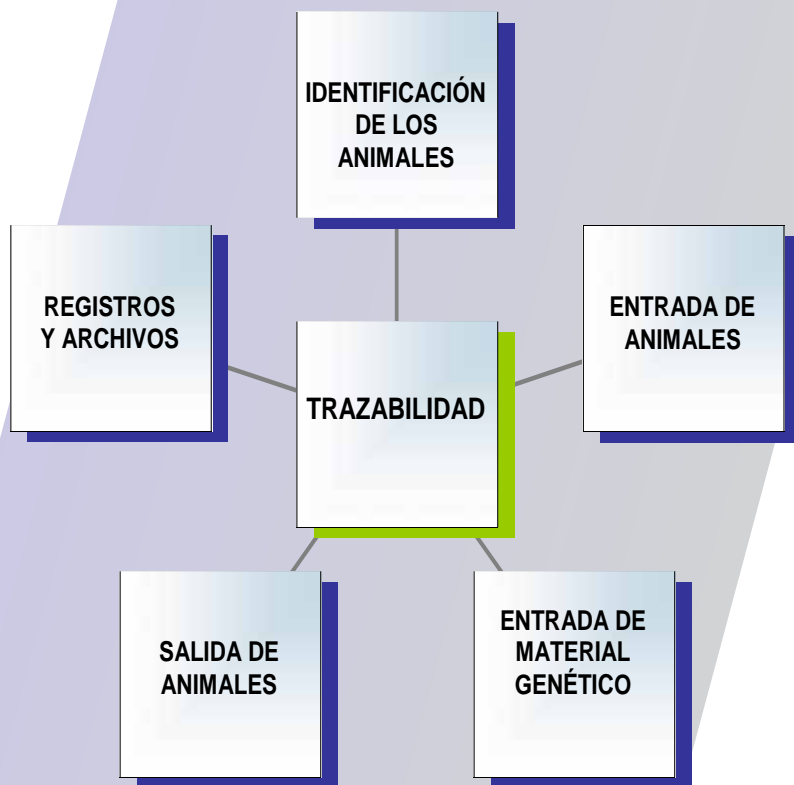 IDENTIFICACIÓN
DE LOS
ANIMALES
REGISTROS
Y ARCHIVOS
ENTRADA DE
ANIMALES
TRAZABILIDAD
SALIDA DE
ANIMALES
ENTRADA DE
MATERIAL
GENÉTICO